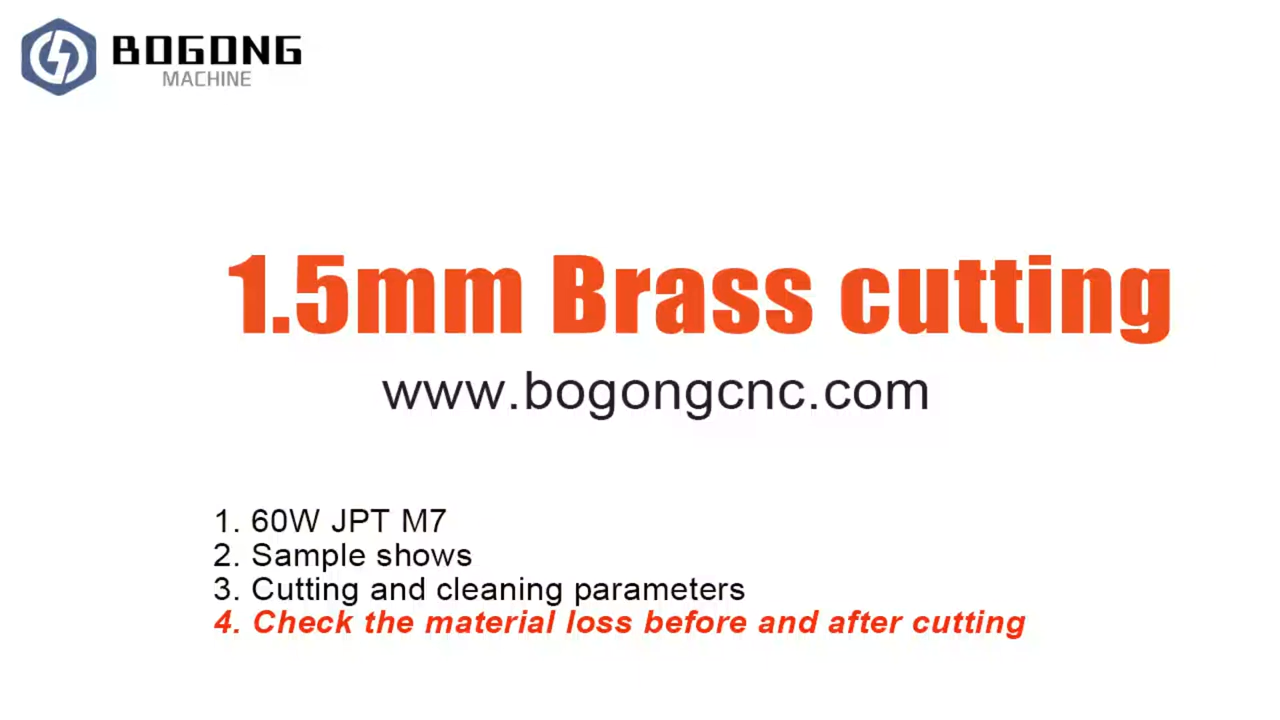 BOGONG
MACHINE
1.5mm Brass cutting
www.bogongcnc.com
1. 60W JPT M7
2. Sample shows
3. Cutting and cleaning parameters
4. Check the material loss before and after cutting